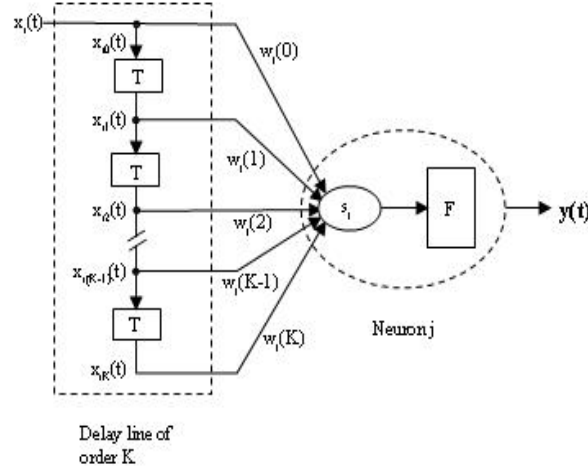 x_i(t)
x_i0(t)
w_i(0)
T
x_i1(t)
w_i(1)
T
x_i2(t)
w_i(2)
s_i
F
y(t)
x_i(K-1)(t)
w_i(K-1)
T
w_i(K)
x_iK(t)
Neuron j
Delay line of
order K